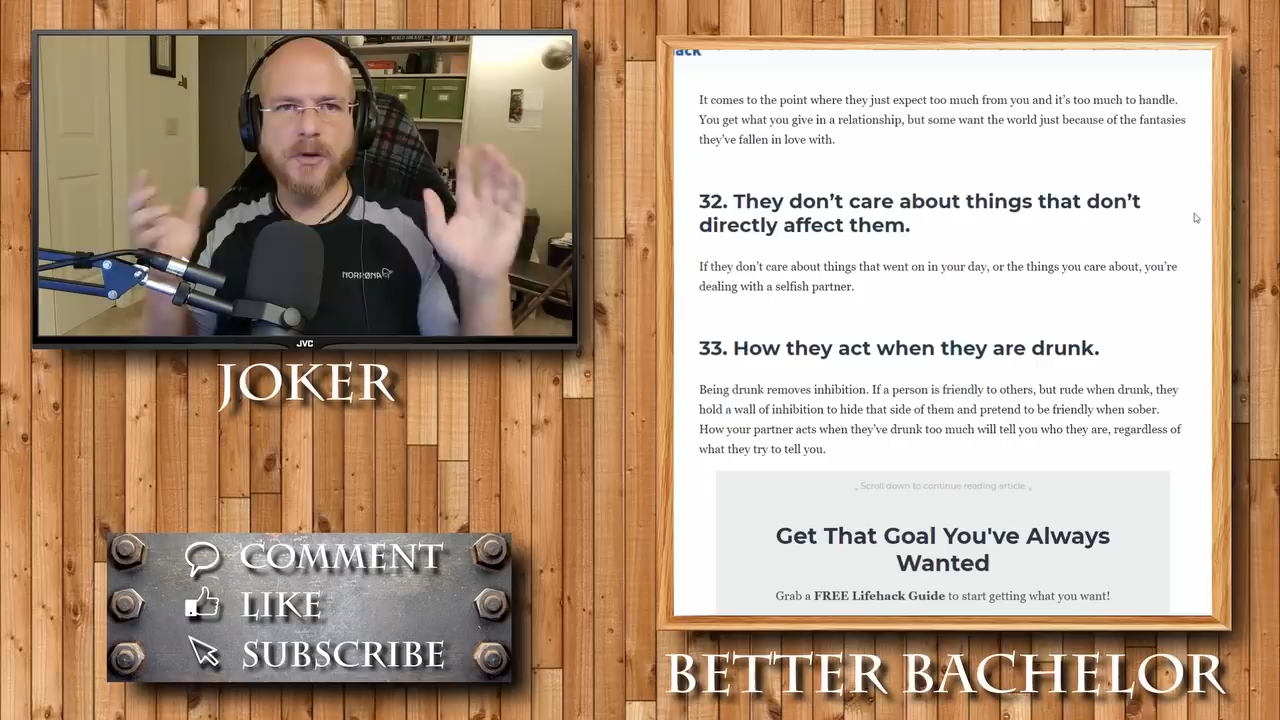 NORRØNA
JVC
JOKER
COMMENT
LIKE
SUBSCRIBE
ack
It comes to the point where they just expect too much from you and it's too much to handle.
You get what you give in a relationship, but some want the world just because of the fantasies
they've fallen in love with.
32. They don't care about things that don't
directly affect them.
If they don't care about things that went on in your day, or the things you care about, you're
dealing with a selfish partner.
33. How they act when they are drunk.
Being drunk removes inhibition. If a person is friendly to others, but rude when drunk, they
hold a wall of inhibition to hide that side of them and pretend to be friendly when sober.
How your partner acts when they've drunk too much will tell you who they are, regardless of
what they try to tell you.
Scroll down to continue reading article
Get That Goal You've Always
Wanted
Grab a FREE Lifehack Guide to start getting what you want!
BETTER BACHELOR